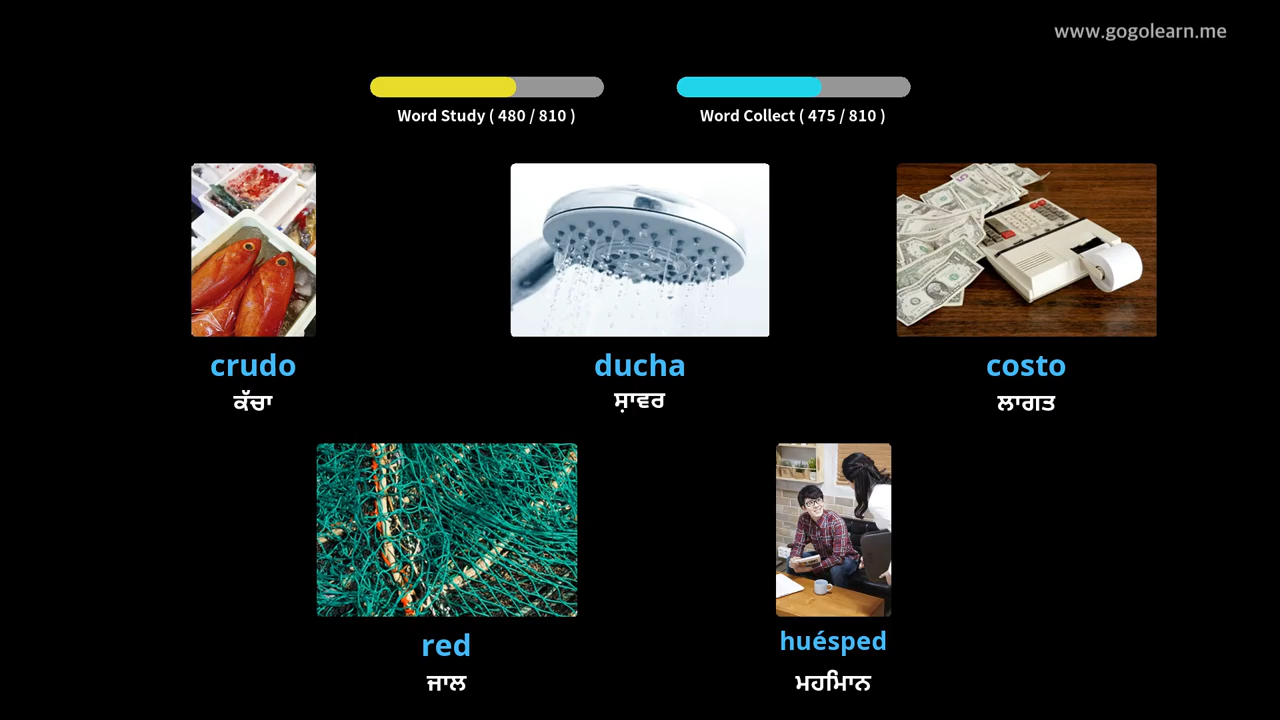 www.gogolearn.me
Word Study ( 480 / 810 )
Word Collect ( 475 / 810 )
crudo
ਕੱਚਾ
ducha
ਸ਼ਾਵਰ
costo
ਲਾਗਤ
red
ਜਾਲ
huésped
ਮਹਿਮਾਨ